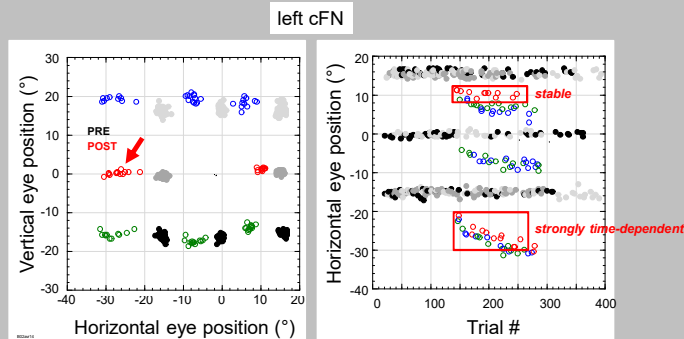 left cFN
30
20
10
0
-10
-20
-30
-40 -30 -20 -10 0 10 20
Vertical eye position (°)
Horizontal eye position (°)
PRE
POST
20
10
0
-10
-20
-30
-40
0 100 200 300 400
Horizontal eye position (°)
Trial #
stable
strongly time-dependent